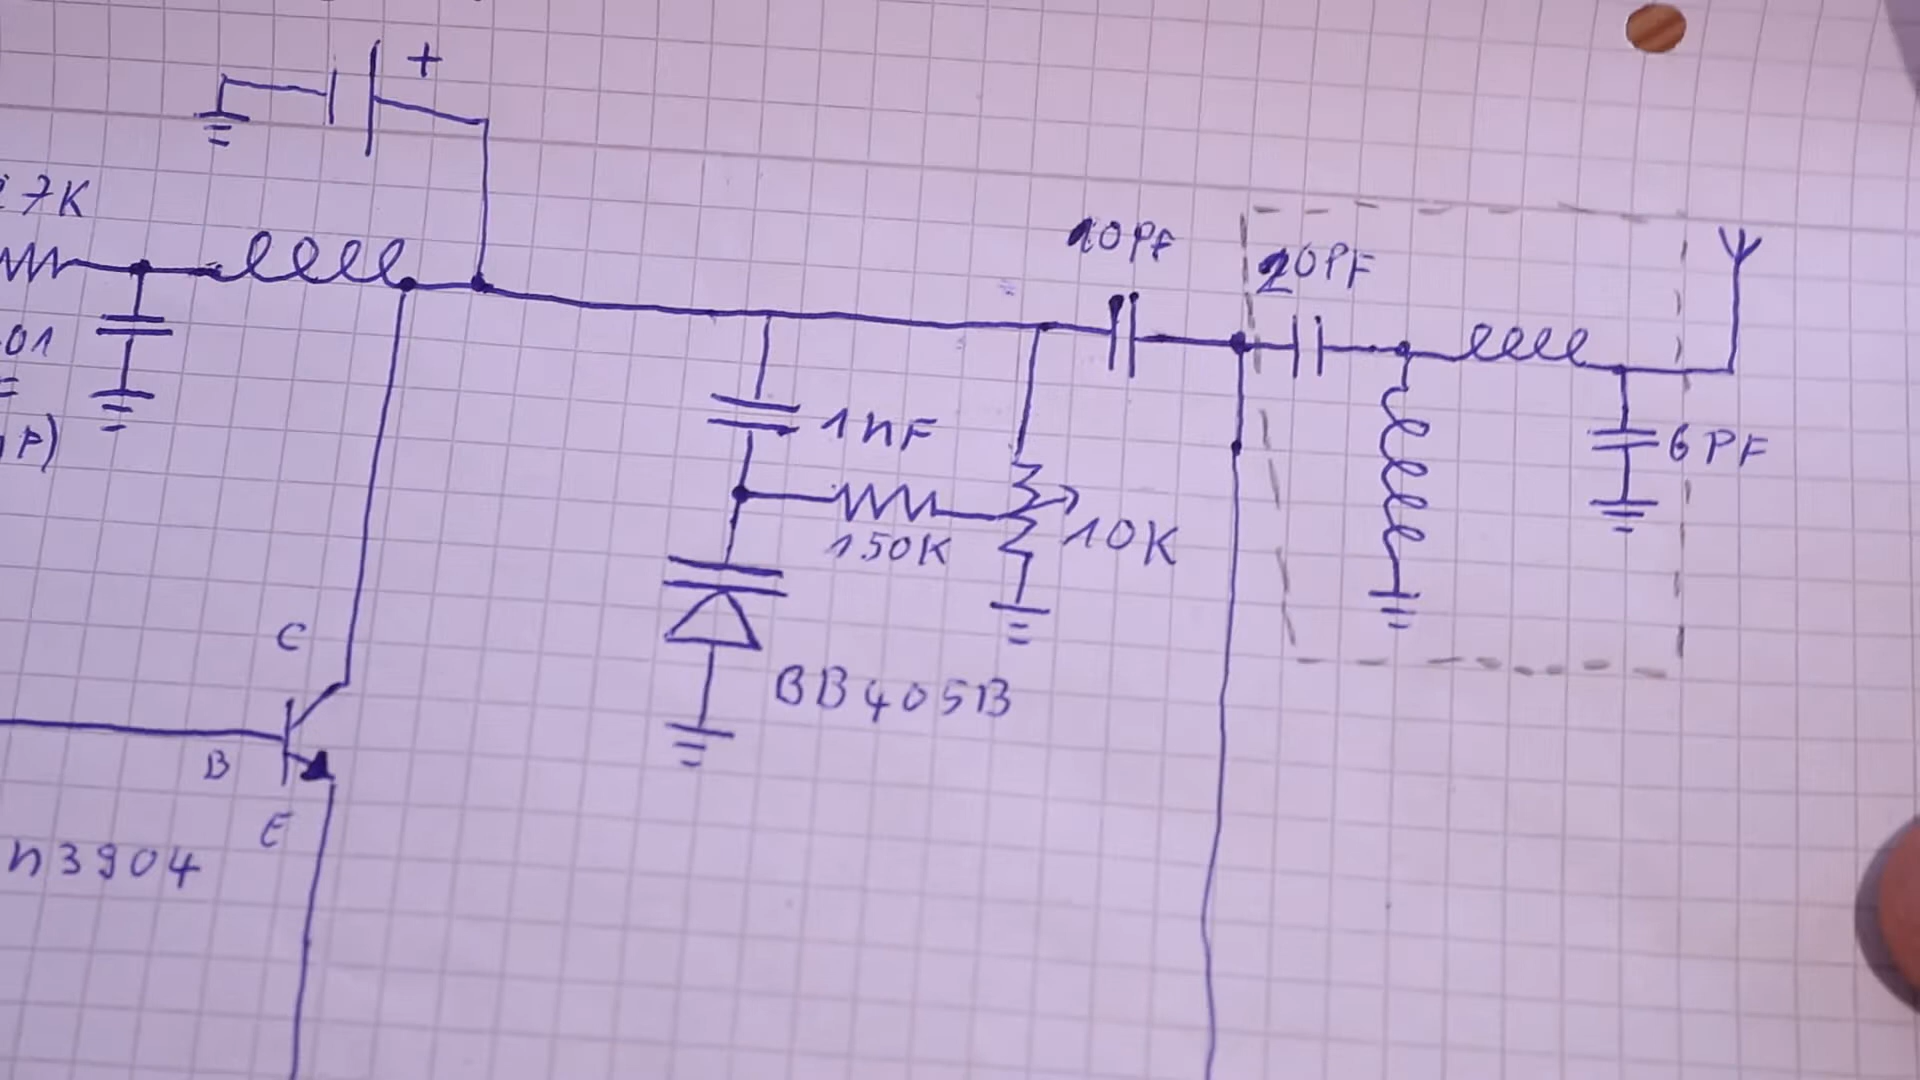 +
7K
10PF
20PF
01
1nF
P)
6PF
150K
10K
C
BB405B
B
E
n3904